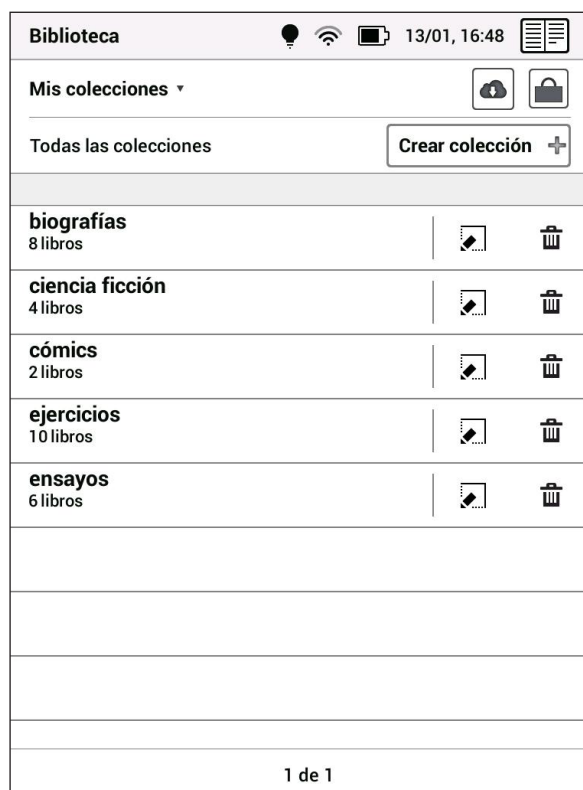 Biblioteca 13/01, 16:48
Mis colecciones
Todas las colecciones Crear colección
biografías
8 libros
ciencia ficción
4 libros
cómics
2 libros
ejercicios
10 libros
ensayos
6 libros
1 de 1